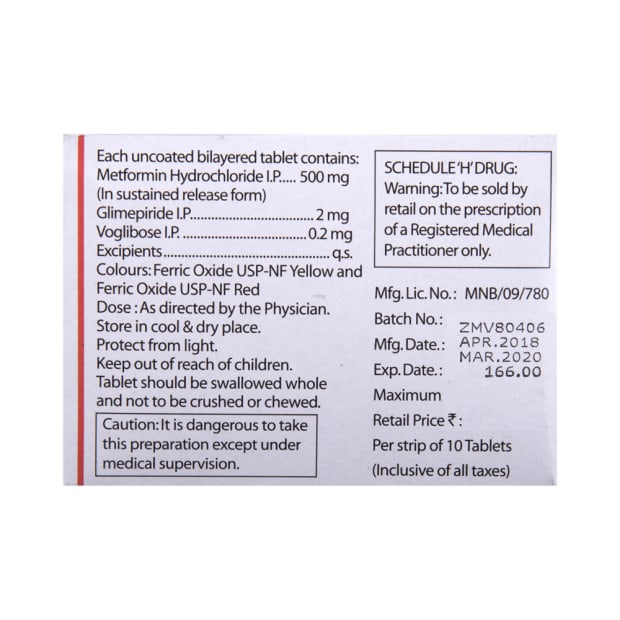 Each uncoated bilayered tablet contains:
Metformin Hydrochloride I.P..... 500 mg
(In sustained release form)
Glimepiride I.P.................................... 2 mg
Voglibose I.P. .....................................0.2 mg
Excipients................................................ q.s.
Colours: Ferric Oxide USP-NF Yellow and
Ferric Oxide USP-NF Red
Dose : As directed by the Physician.
Store in cool & dry place.
Protect from light.
Keep out of reach of children.
Tablet should be swallowed whole
and not to be crushed or chewed.
Caution: It is dangerous to take
this preparation except under
medical supervision.
SCHEDULE 'H' DRUG:
Warning: To be sold by
retail on the prescription
of a Registered Medical
Practitioner only.
Mfg. Lic. No.: MNB/09/780
Batch No.: ZMV80406
Mfg. Date.: APR.2018
Exp. Date.: MAR.2020
166.00
Maximum
Retail Price ₹ :
Per strip of 10 Tablets
(Inclusive of all taxes)